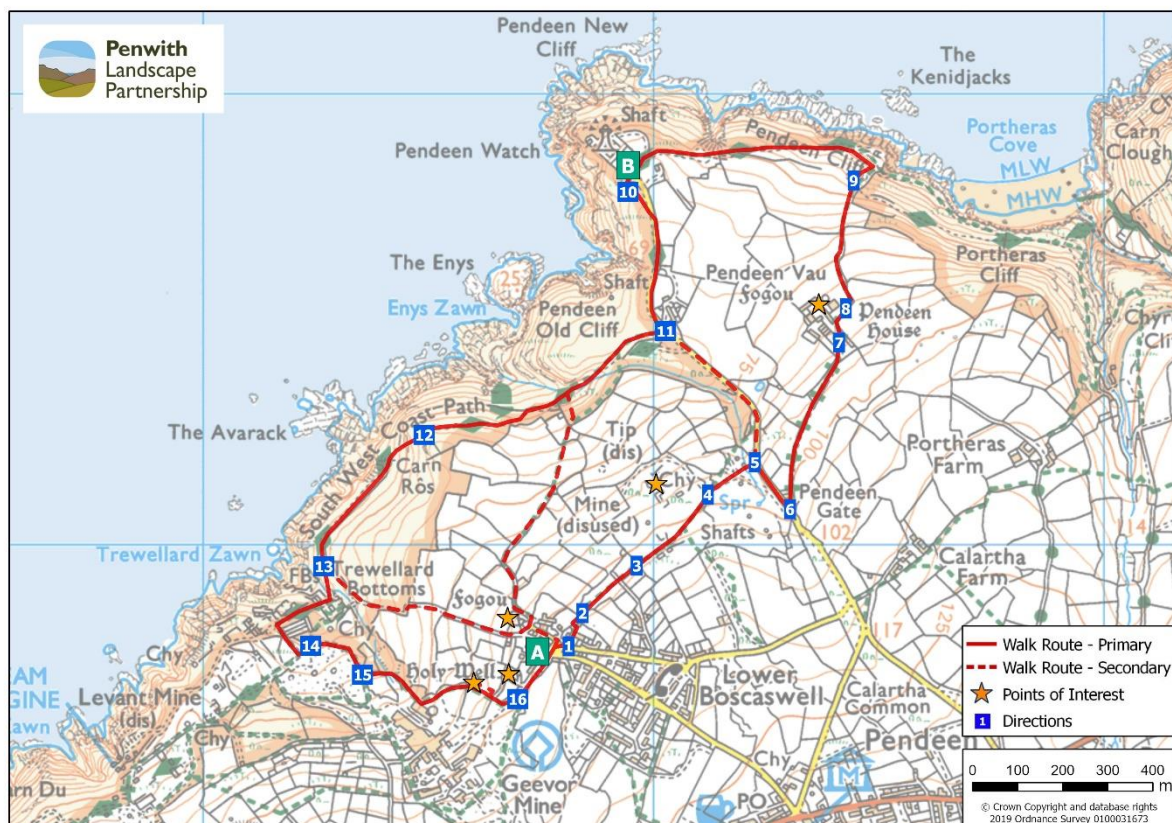 Penwith
Landscape
Partnership
Pendeen New
Cliff
The
Kenidjacks
Shaft
Pendeen Watch
Pendeen Cliff
Portheras
Cove
MLW
MHW
Carn
Clough
B
10
9
The Enys
25
69
Shaft
Pendeen Vau
Fogou
8
Pendeen
House
Portheras
Cliff
Enys Zawn
Pendeen
Old Cliff
11
7
75
Coast Path
The Avarack
12
Tip
(dis)
100
Portheras
Farm
Carn
Rôs
5
South West
Chy
4
Mine
(disused)
Spr
Shafts
6
Pendeen
Gate
102
114
Trewellard Zawn
13
FB
Trewellard
Bottoms
3
Calartha
Farm
125
Fogou
2
117
Chy
14
A
1
Chy
Levant Mine
(dis)
15
Holy Well
16
Lower
Boscaswell
Calartha
Common
Chy
Pendeen
Geevor
Mine
Chy
PO
Walk Route - Primary
Walk Route - Secondary
Points of Interest
1 Directions
0 100 200 300 400 m
© Crown Copyright and database rights
2019 Ordnance Survey 0100031673